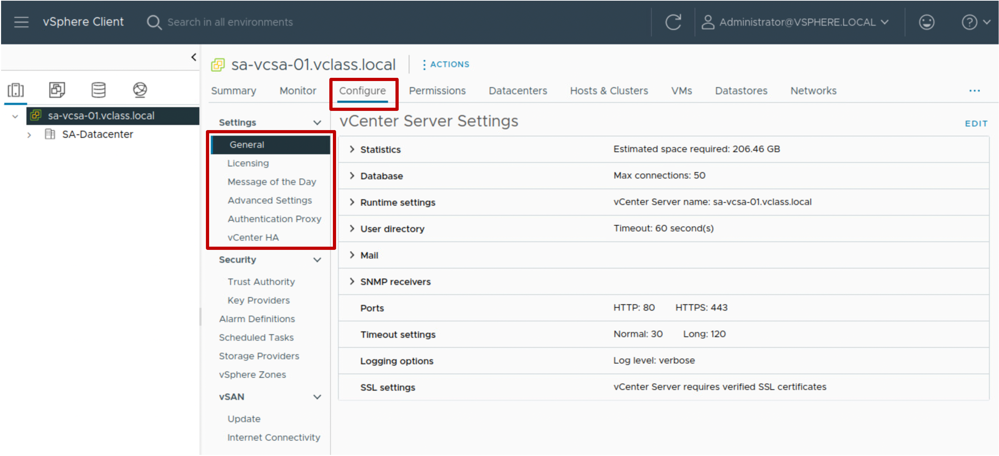 vSphere Client
Search in all environments
Administrator@VSPHERE.LOCAL
sa-vcsa-01.vclass.local
SA-Datacenter
sa-vcsa-01.vclass.local
ACTIONS
Summary Monitor Configure Permissions Datacenters Hosts & Clusters VMs Datastores Networks ...
Settings
General
Licensing
Message of the Day
Advanced Settings
Authentication Proxy
vCenter HA
Security
Trust Authority
Key Providers
Alarm Definitions
Scheduled Tasks
Storage Providers
vSphere Zones
vSAN
Update
Internet Connectivity
vCenter Server Settings
EDIT
Statistics Estimated space required: 206.46 GB
Database Max connections: 50
Runtime settings vCenter Server name: sa-vcsa-01.vclass.local
User directory Timeout: 60 second(s)
Mail
SNMP receivers
Ports HTTP: 80 HTTPS: 443
Timeout settings Normal: 30 Long: 120
Logging options Log level: verbose
SSL settings vCenter Server requires verified SSL certificates